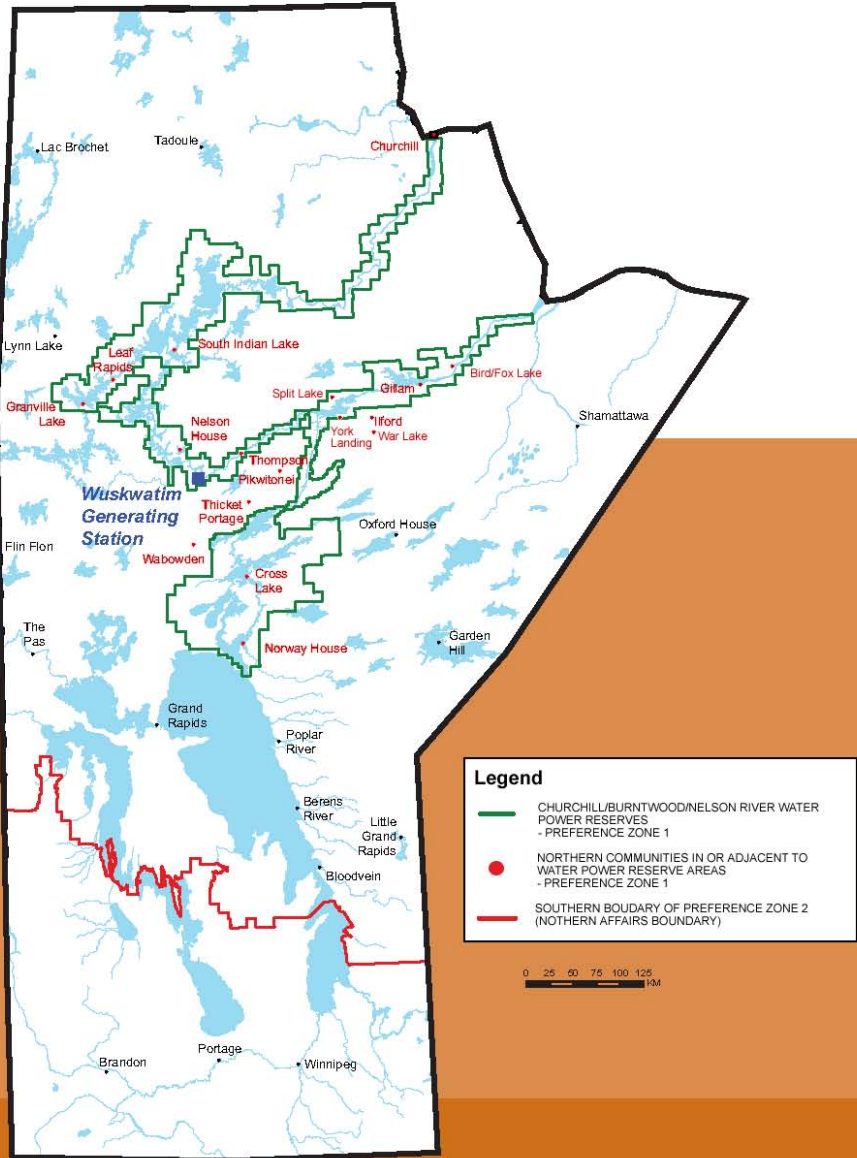 Churchill
Lac Brochet
Tadoule
Lynn Lake
South Indian Lake
Leaf
Rapids
Granville
Lake
Bird/Fox Lake
Gillam
Split Lake
Nelson
House
York
Landing
Ilford
War Lake
Shamattawa
Thompson
Pikwitonei
Wuskwatim
Generating
Station
Thicket
Portage
Oxford House
Flin Flon
Wabowden
Cross
Lake
The
Pas
Norway House
Garden
Hill
Grand
Rapids
Poplar
River
Berens
River
Little
Grand
Rapids
Bloodvein
Brandon
Portage
Winnipeg
Legend
CHURCHILL/BURNTWOOD/NELSON RIVER WATER
POWER RESERVES
- PREFERENCE ZONE 1
NORTHERN COMMUNITIES IN OR ADJACENT TO
WATER POWER RESERVE AREAS
- PREFERENCE ZONE 1
SOUTHERN BOUDARY OF PREFERENCE ZONE 2
(NOTHERN AFFAIRS BOUNDARY)
0 25 50 75 100 125
KM